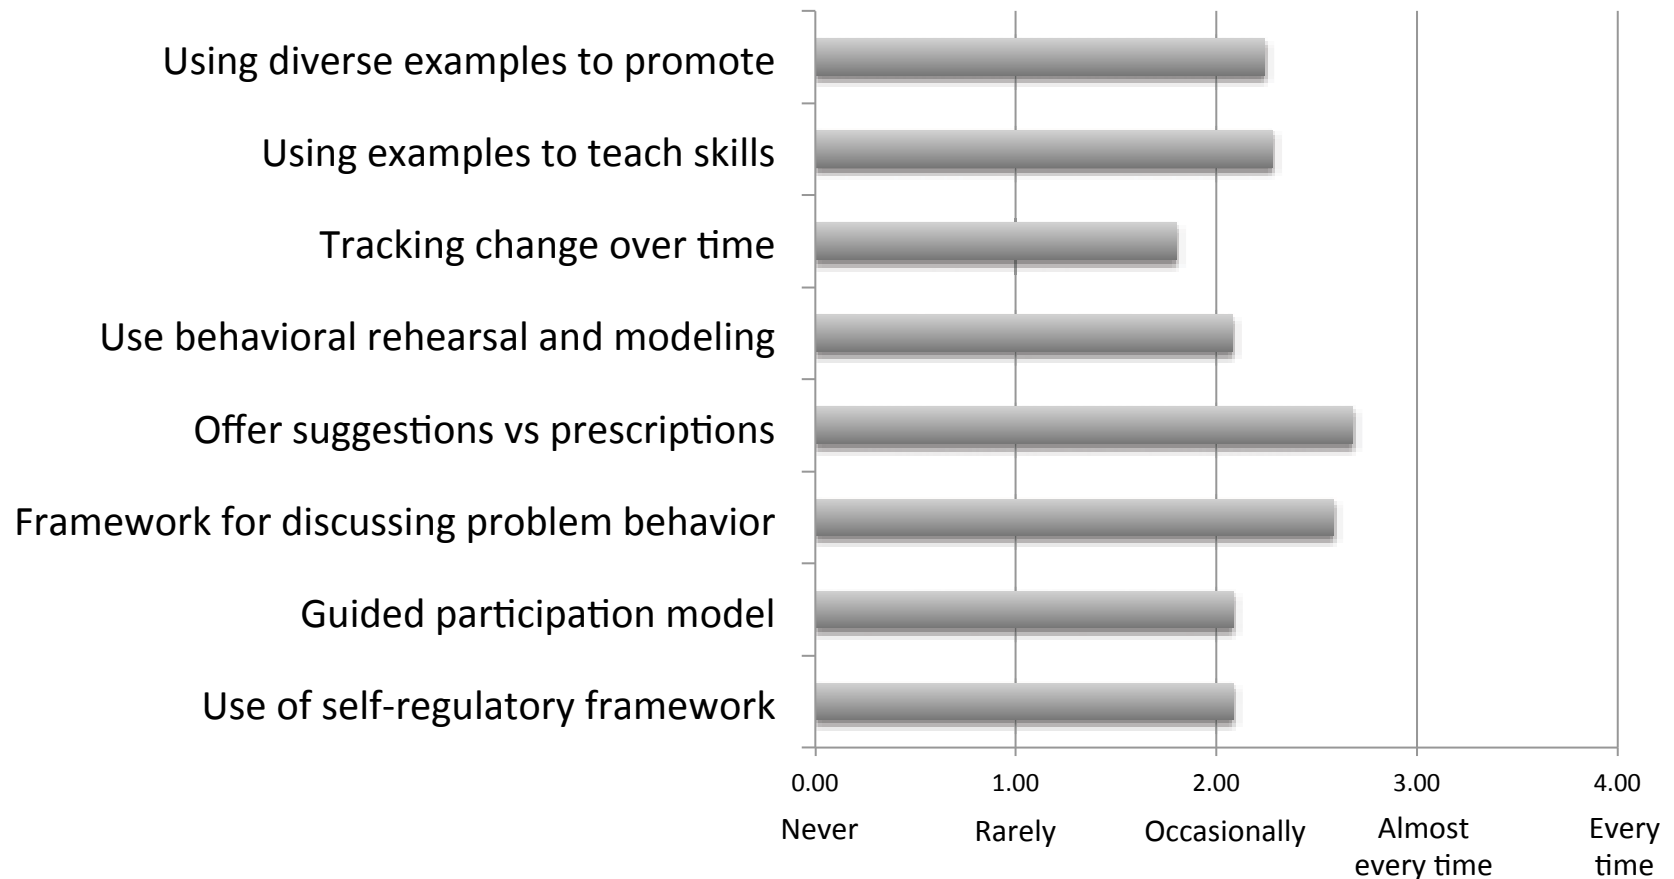 Using diverse examples to promote
Using examples to teach skills
Tracking change over time
Use behavioral rehearsal and modeling
Offer suggestions vs prescriptions
Framework for discussing problem behavior
Guided participation model
Use of self-regulatory framework
0.00 1.00 2.00 3.00 4.00
Never Rarely Occasionally Almost Every
every time time